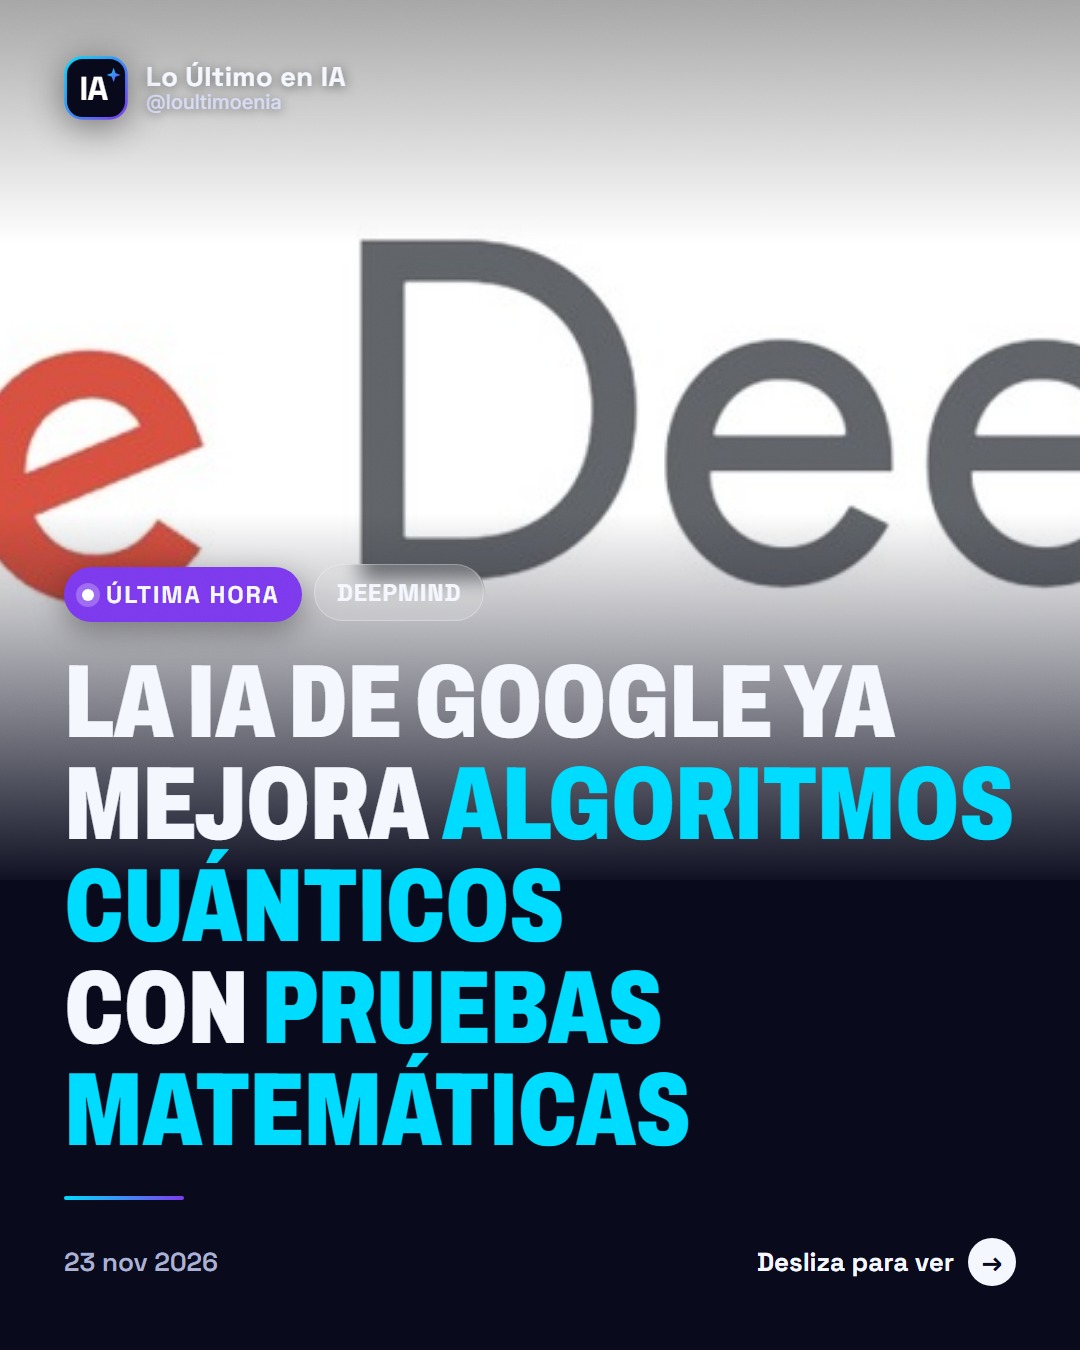 IA
Lo Último en IA
@loultimoenia
e Dee
ÚLTIMA HORA
DEEPMIND
LA IA DE GOOGLE YA
MEJORA ALGORITMOS
CUÁNTICOS
CON PRUEBAS
MATEMÁTICAS
23 nov 2026
Desliza para ver →